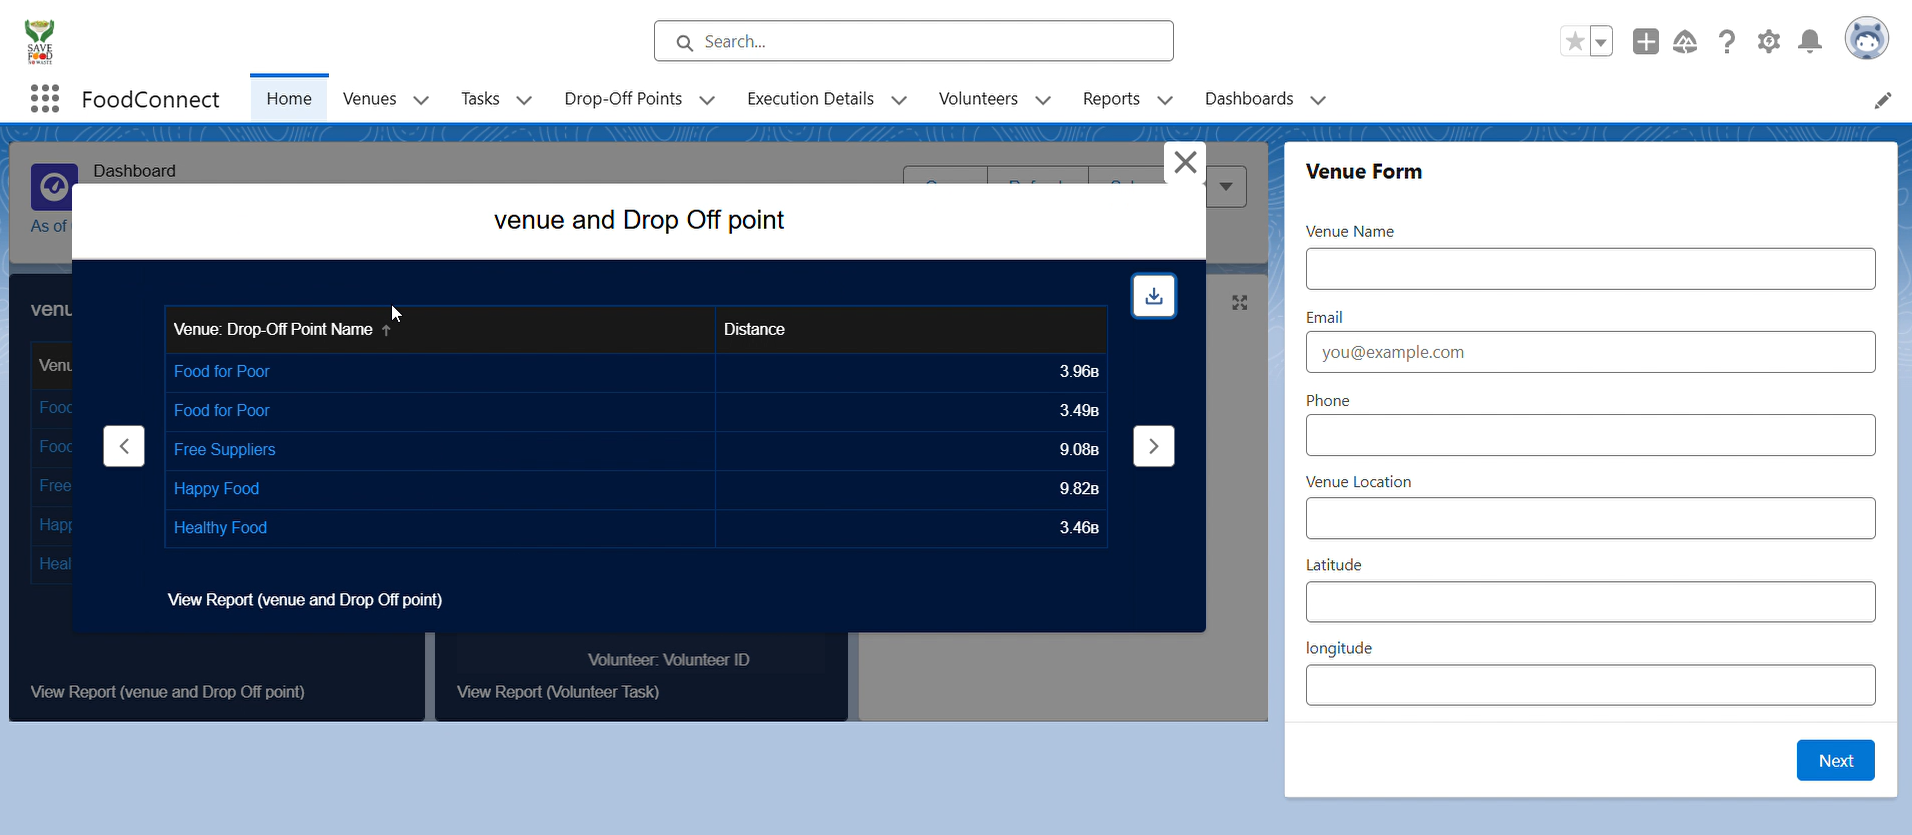 SAVE
FOOD
NO WASTE
Search...
FoodConnect
Home
Venues
Tasks
Drop-Off Points
Execution Details
Volunteers
Reports
Dashboards
Dashboard
As of
venue and Drop Off point
Venue: Drop-Off Point Name ↑
Distance
Food for Poor
3.96B
Food for Poor
3.49B
Free Suppliers
9.08B
Happy Food
9.82B
Healthy Food
3.46B
View Report (venue and Drop Off point)
venu
Venu
Food
Food
Free
Happ
Heal
View Report (venue and Drop Off point)
Volunteer: Volunteer ID
View Report (Volunteer Task)
Venue Form
Venue Name
Email
you@example.com
Phone
Venue Location
Latitude
longitude
Next